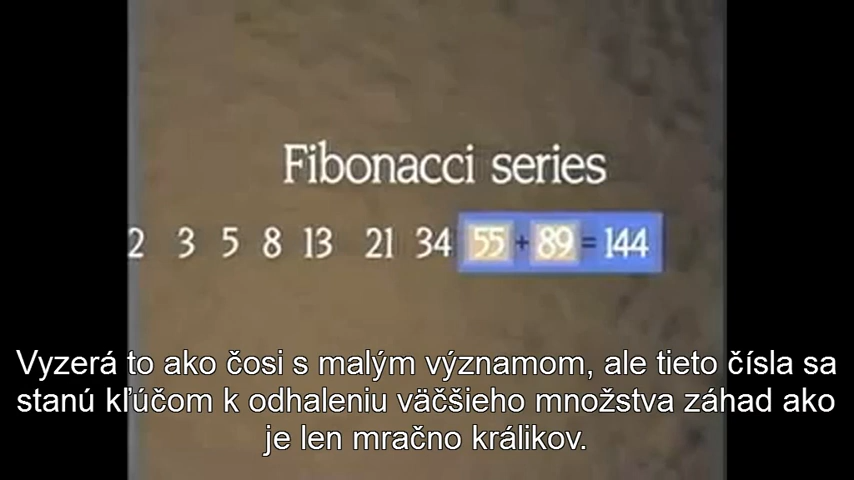 Fibonacci series
2 3 5 8 13 21 34 55 + 89 = 144
Vyzerá to ako čosi s malým významom, ale tieto čísla sa
stanú kľúčom k odhaleniu väčšieho množstva záhad ako
je len mračno králikov.